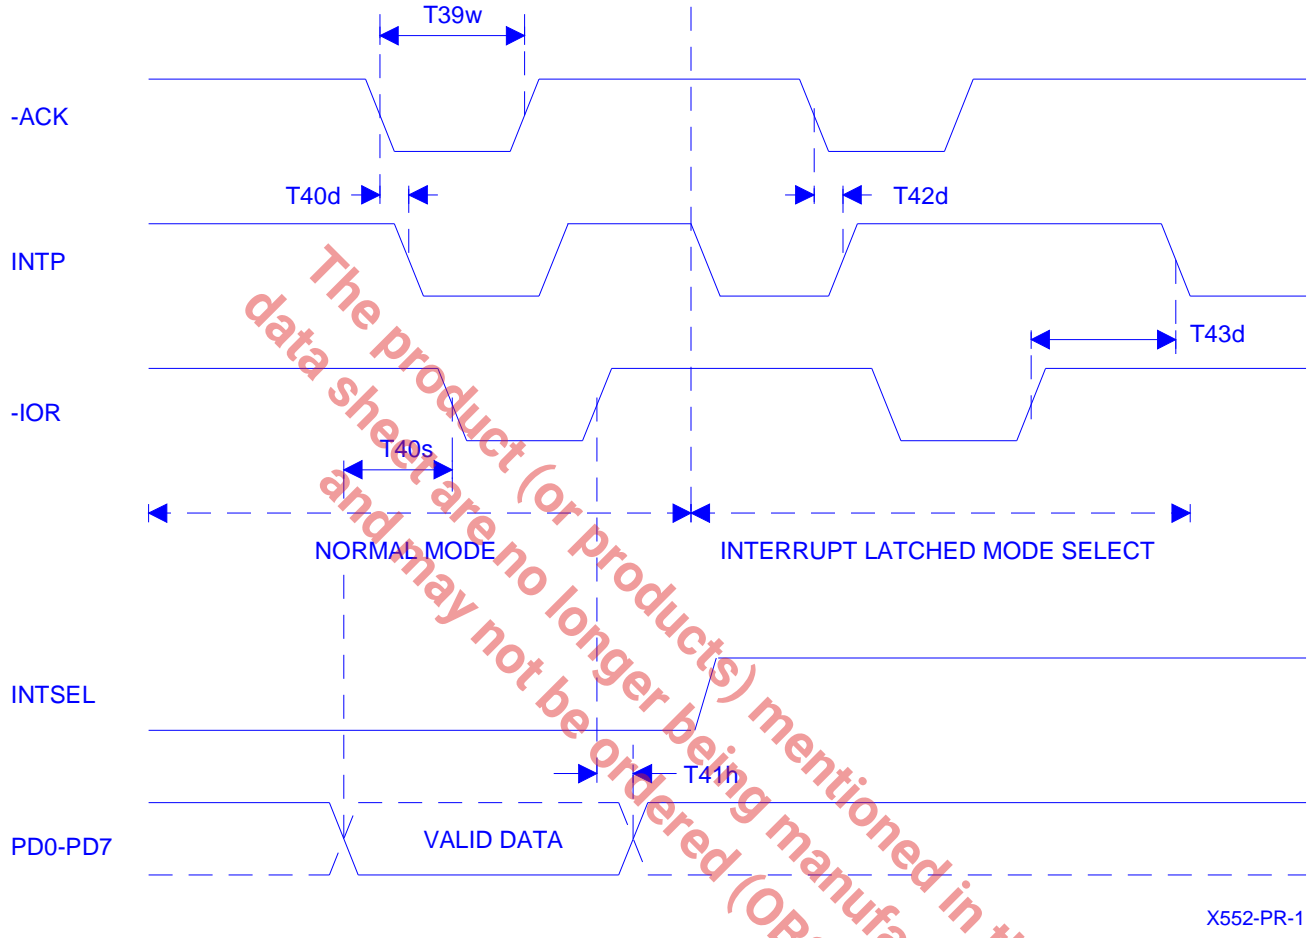 T39w
-ACK
T40d
T42d
INTP
T43d
-IOR
T40s
NORMAL MODE
INTERRUPT LATCHED MODE SELECT
INTSEL
T41h
PD0-PD7
VALID DATA
X552-PR-1
The product (or products) mentioned in
data sheet are no longer being
and may not be ordered